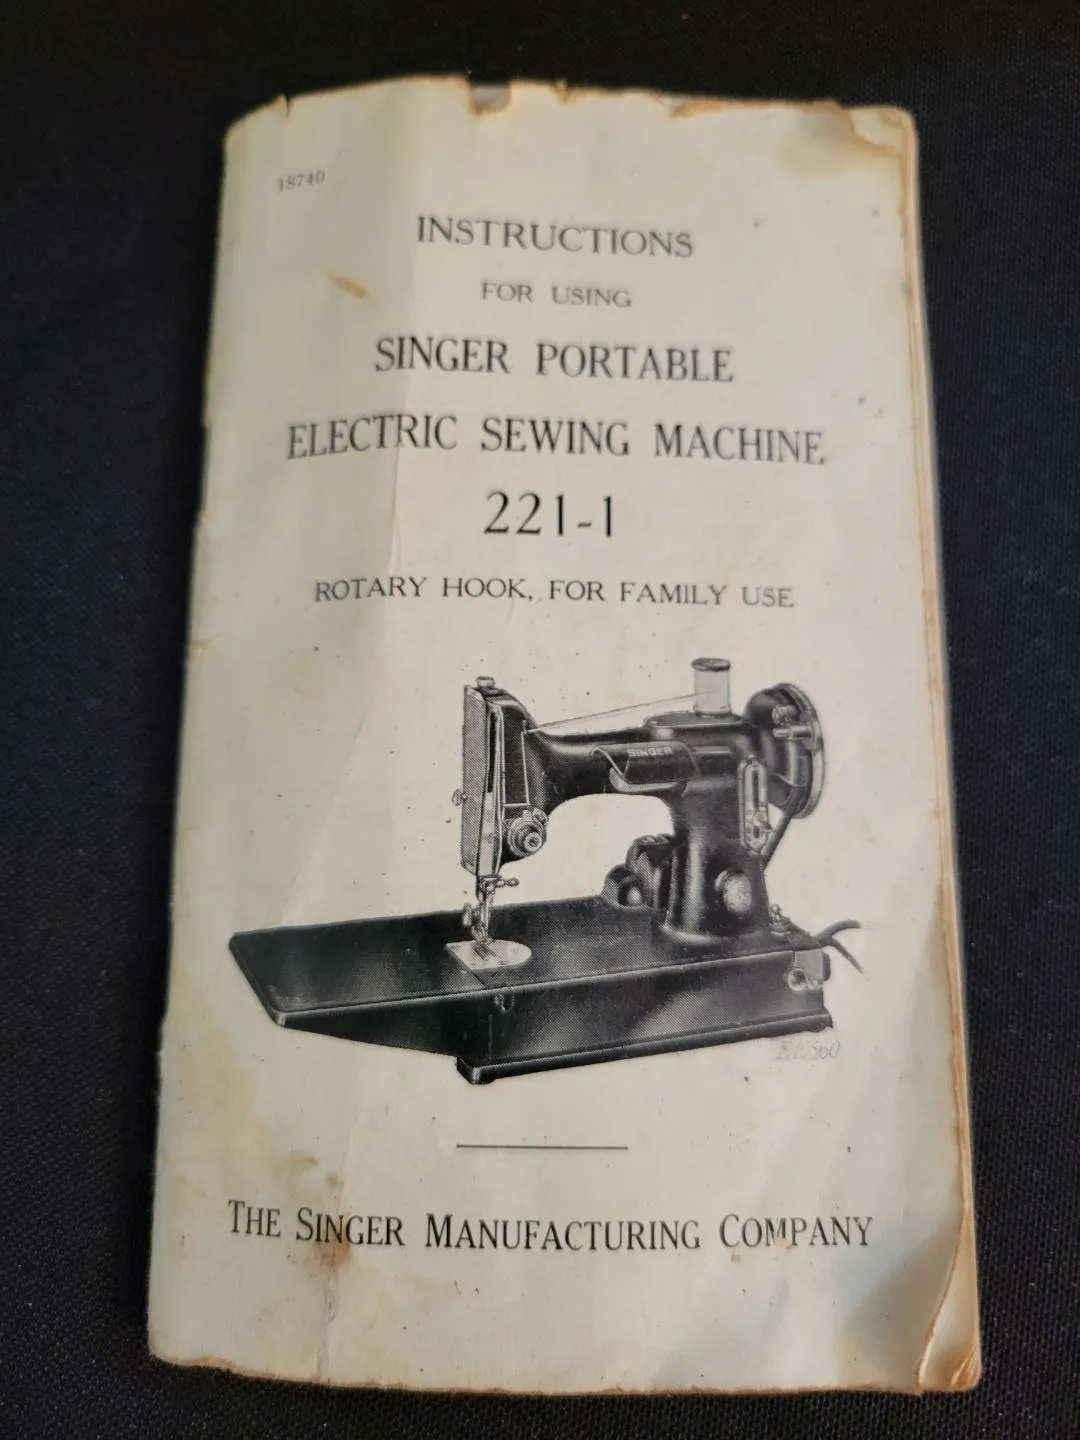 18740
INSTRUCTIONS
FOR USING
SINGER PORTABLE
ELECTRIC SEWING MACHINE
221-1
ROTARY HOOK, FOR FAMILY USE
SINGER
E10560
THE SINGER MANUFACTURING COMPANY